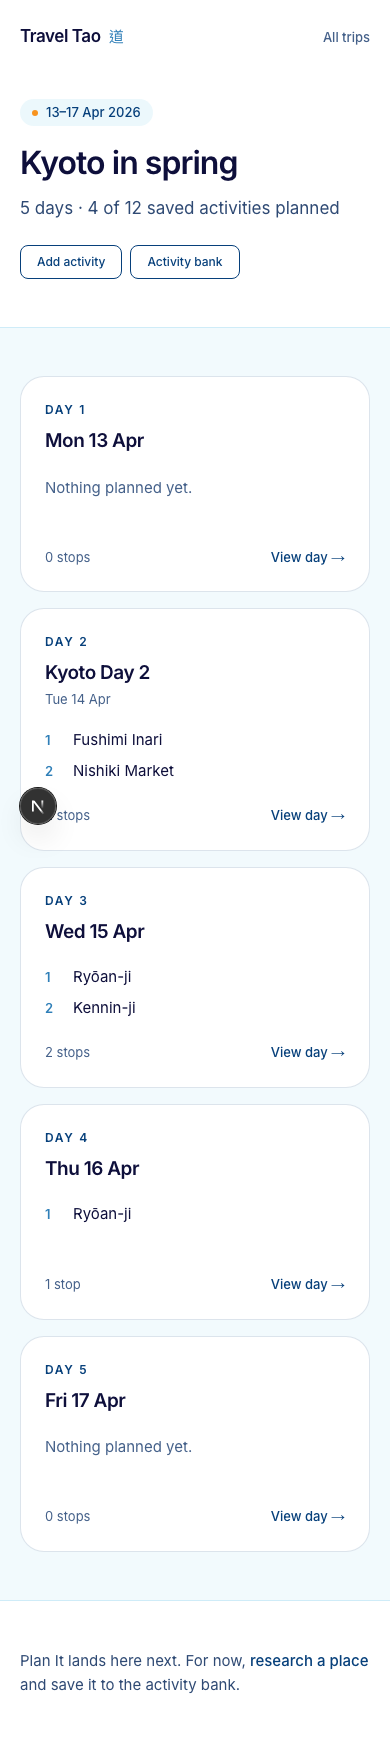 Travel Tao 道
All trips
13–17 Apr 2026
Kyoto in spring
5 days · 4 of 12 saved activities planned
Add activity
Activity bank
DAY 1
Mon 13 Apr
Nothing planned yet.
0 stops
View day →
DAY 2
Kyoto Day 2
Tue 14 Apr
1 Fushimi Inari
2 Nishiki Market
N
stops
View day →
DAY 3
Wed 15 Apr
1 Ryōan-ji
2 Kennin-ji
2 stops
View day →
DAY 4
Thu 16 Apr
1 Ryōan-ji
1 stop
View day →
DAY 5
Fri 17 Apr
Nothing planned yet.
0 stops
View day →
Plan It lands here next. For now, research a place
and save it to the activity bank.